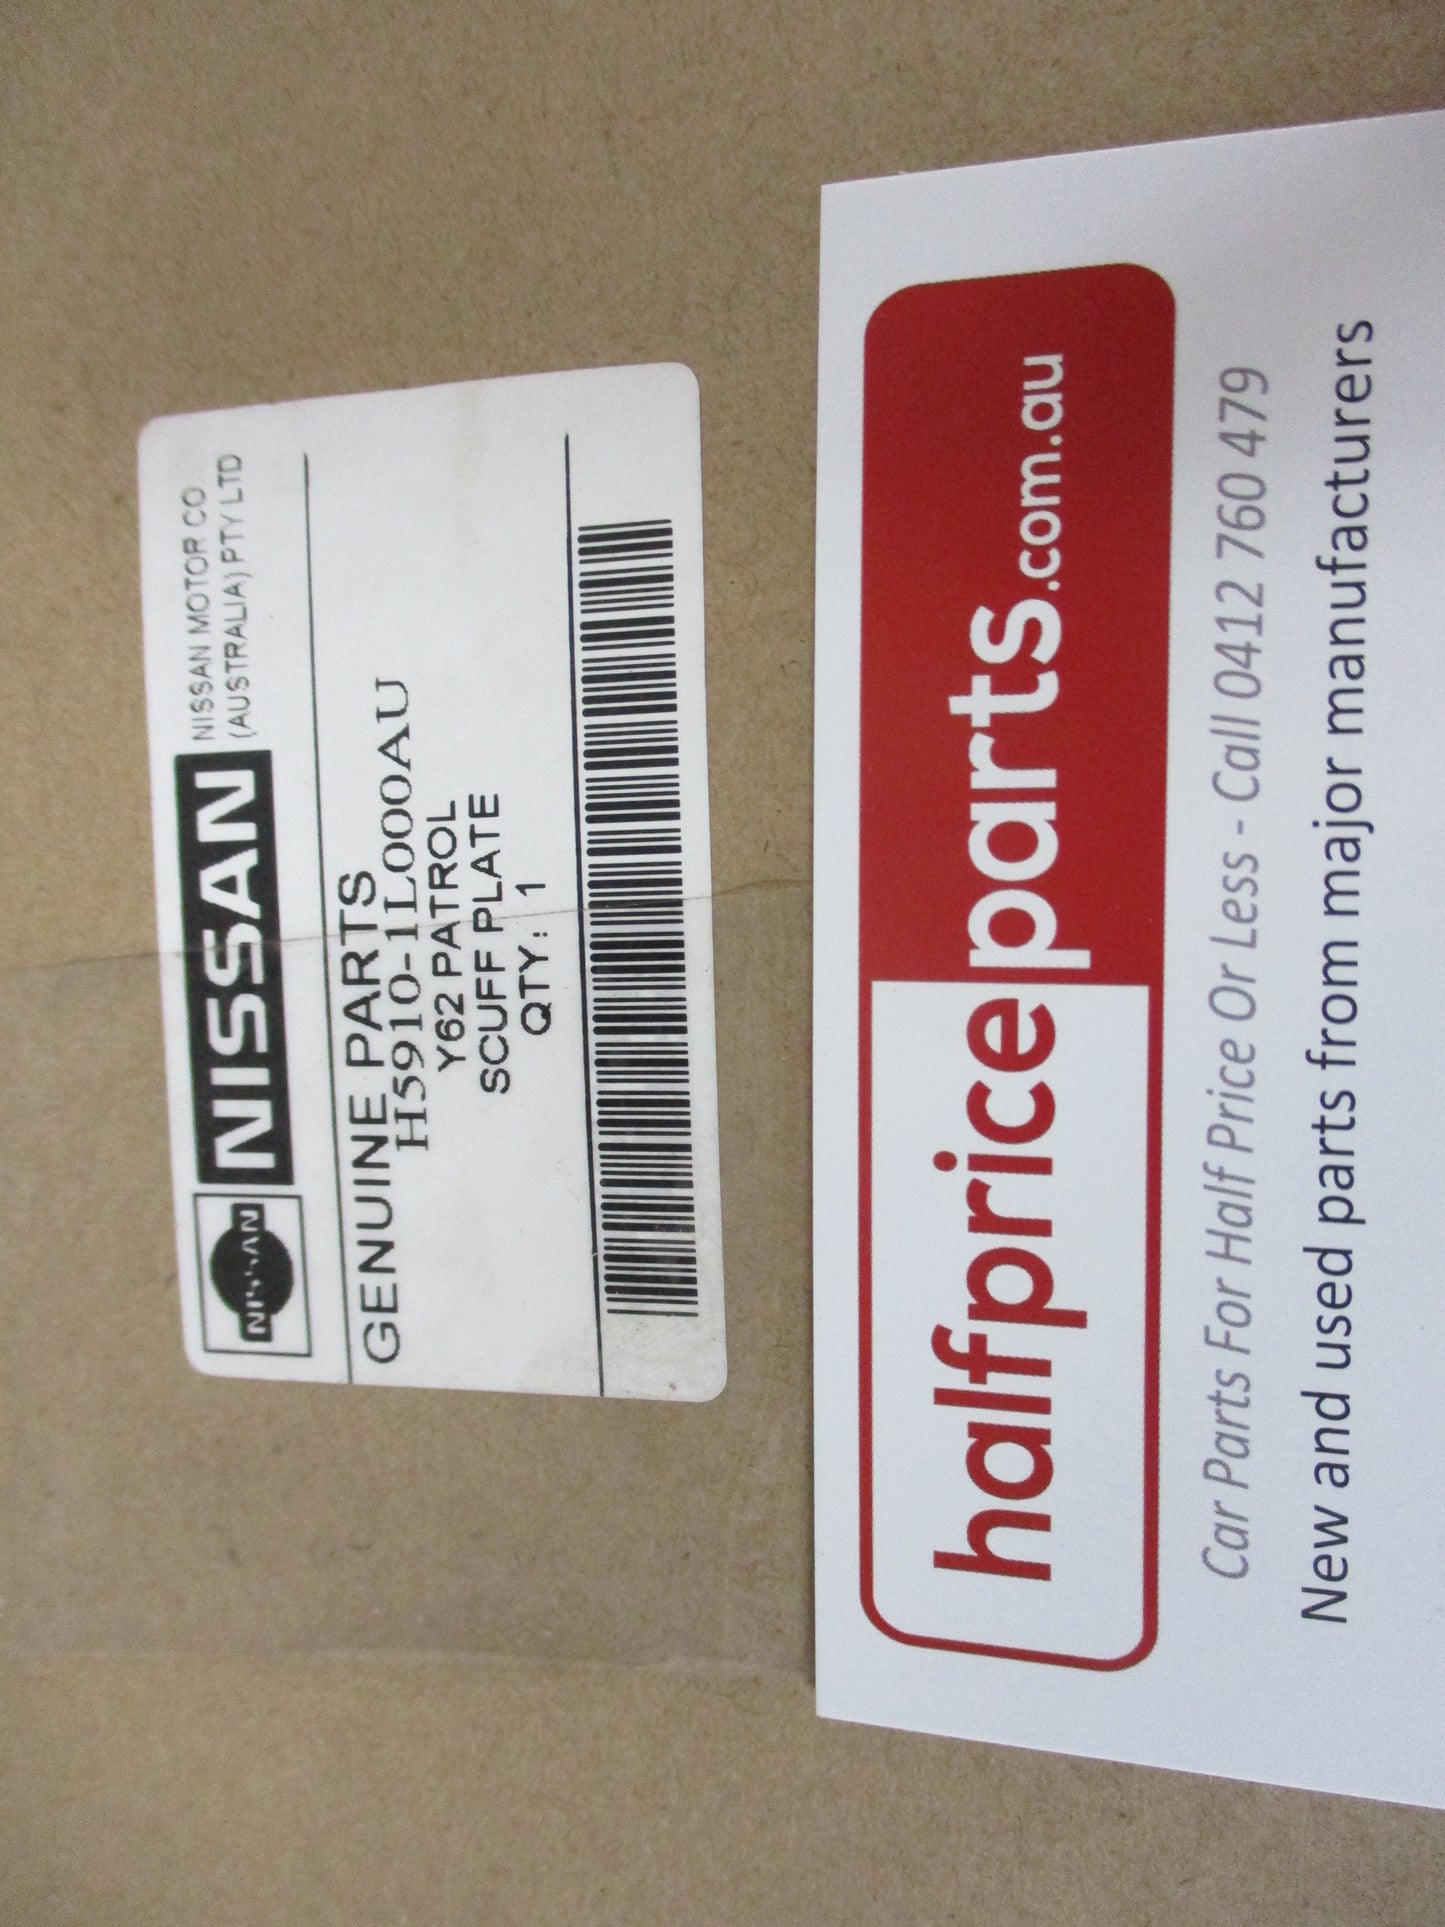 NISSAN
NISSAN
NISSAN MOTOR CO.
(AUSTRALIA) PTY LTD
GENUINE PARTS
H5910-1L000AU
Y62 PATROL
SCUFF PLATE
QTY: 1
halfpriceparts.com.au
Car Parts For Half Price Or Less - Call 0412 760 479
New and used parts from major manufacturers